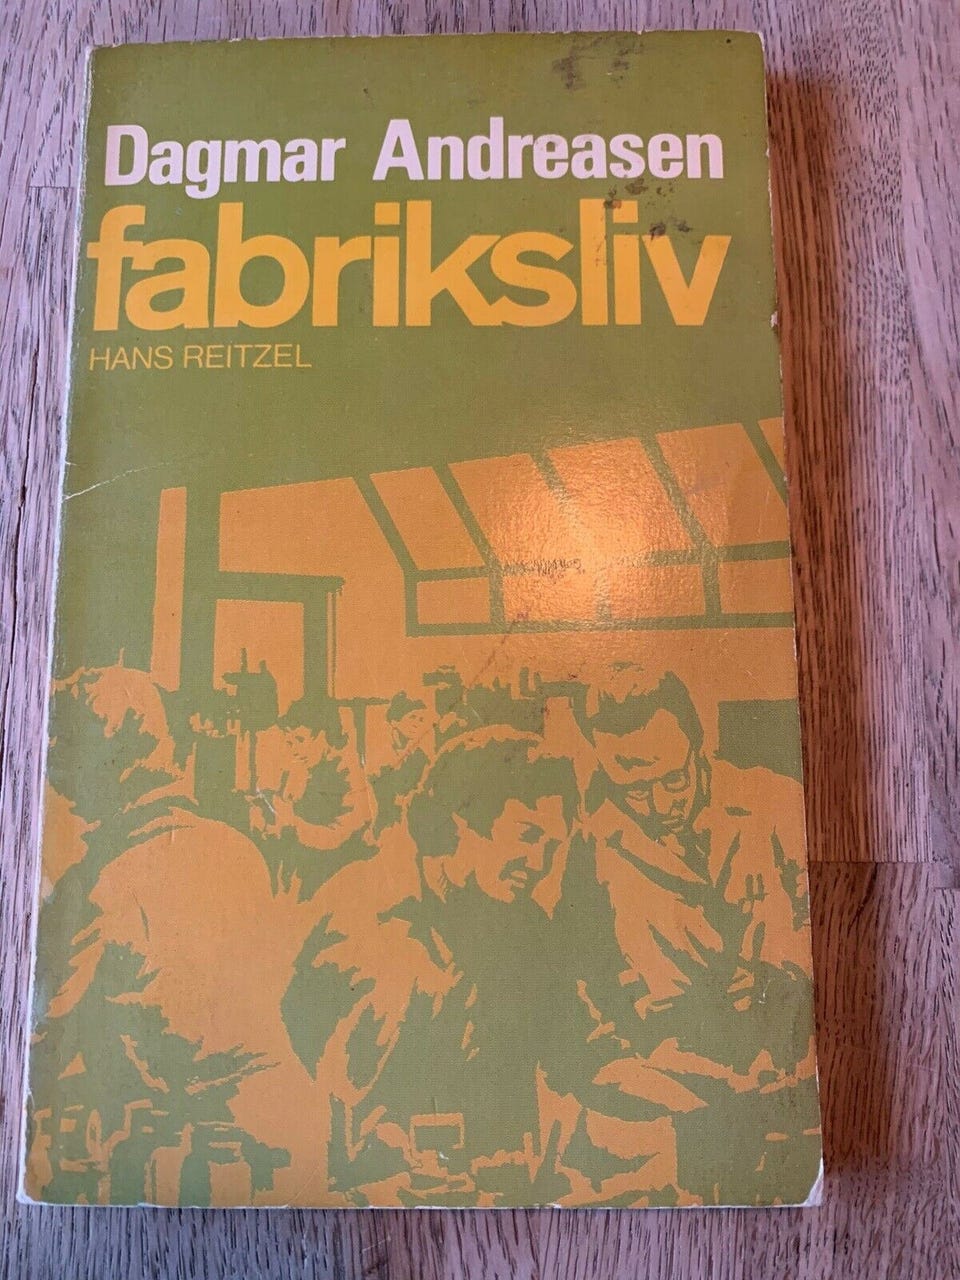 Dagmar Andreasen
fabriksliv
HANS REITZEL